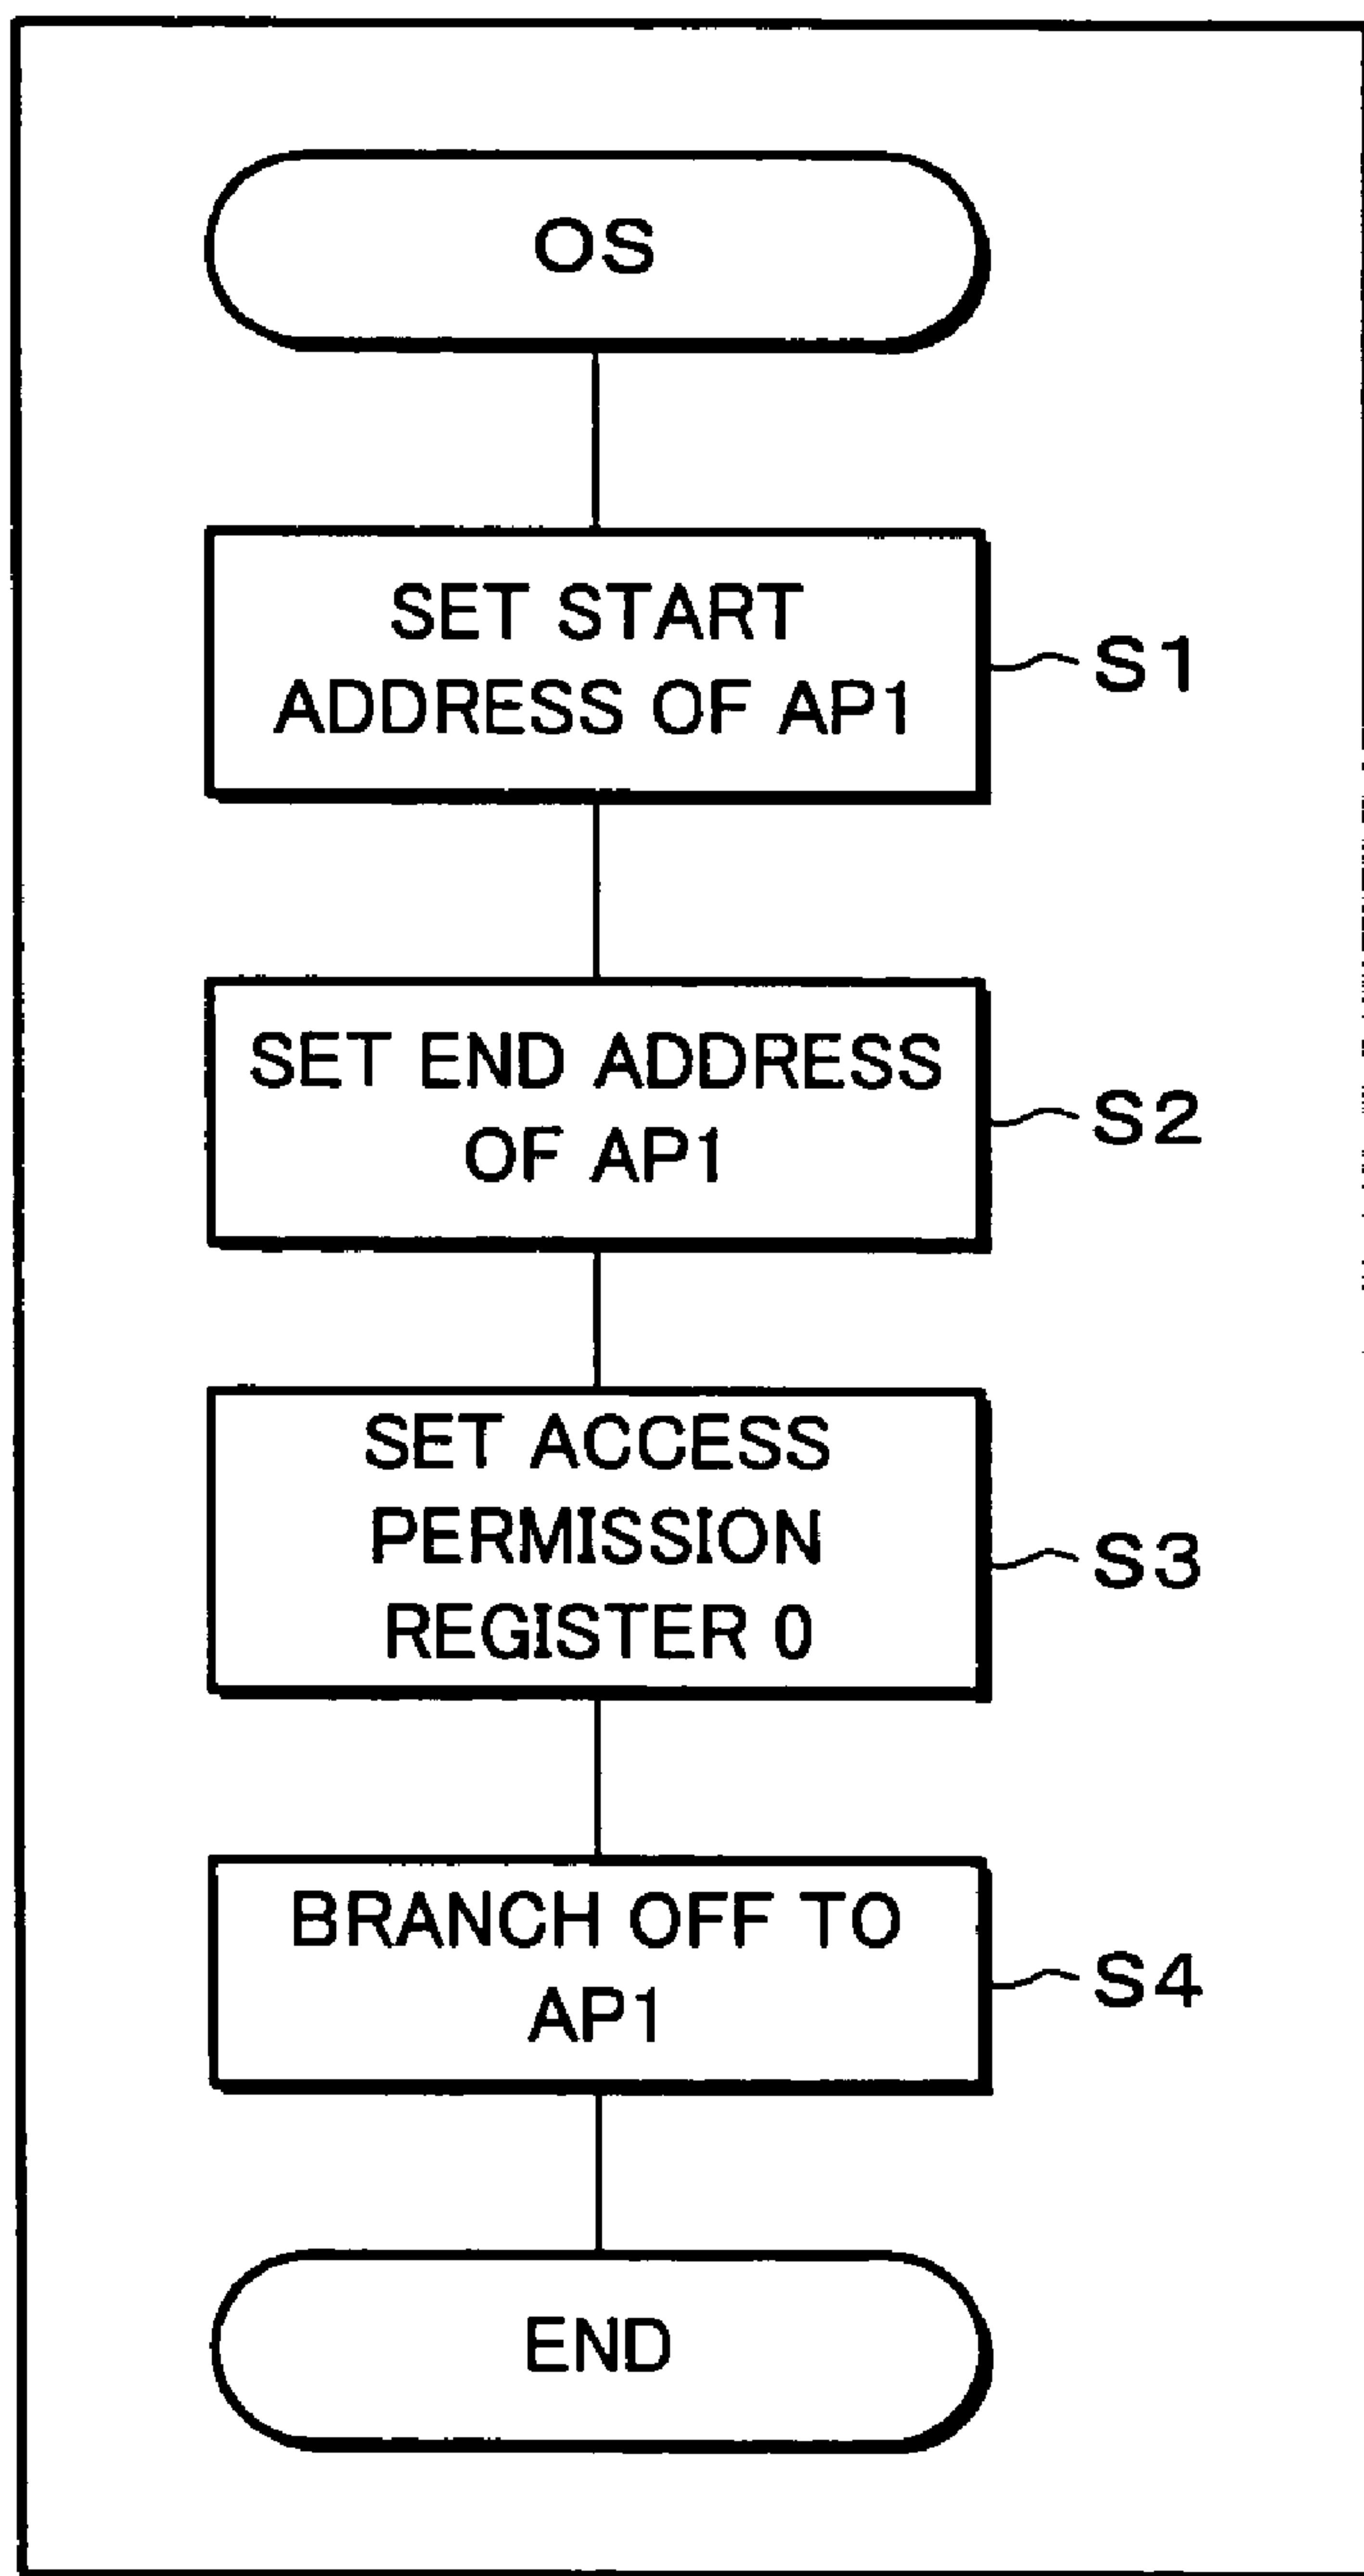 OS
SET START
ADDRESS OF AP1
S1
SET END ADDRESS
OF AP1
S2
SET ACCESS
PERMISSION
REGISTER 0
S3
BRANCH OFF TO
AP1
S4
END